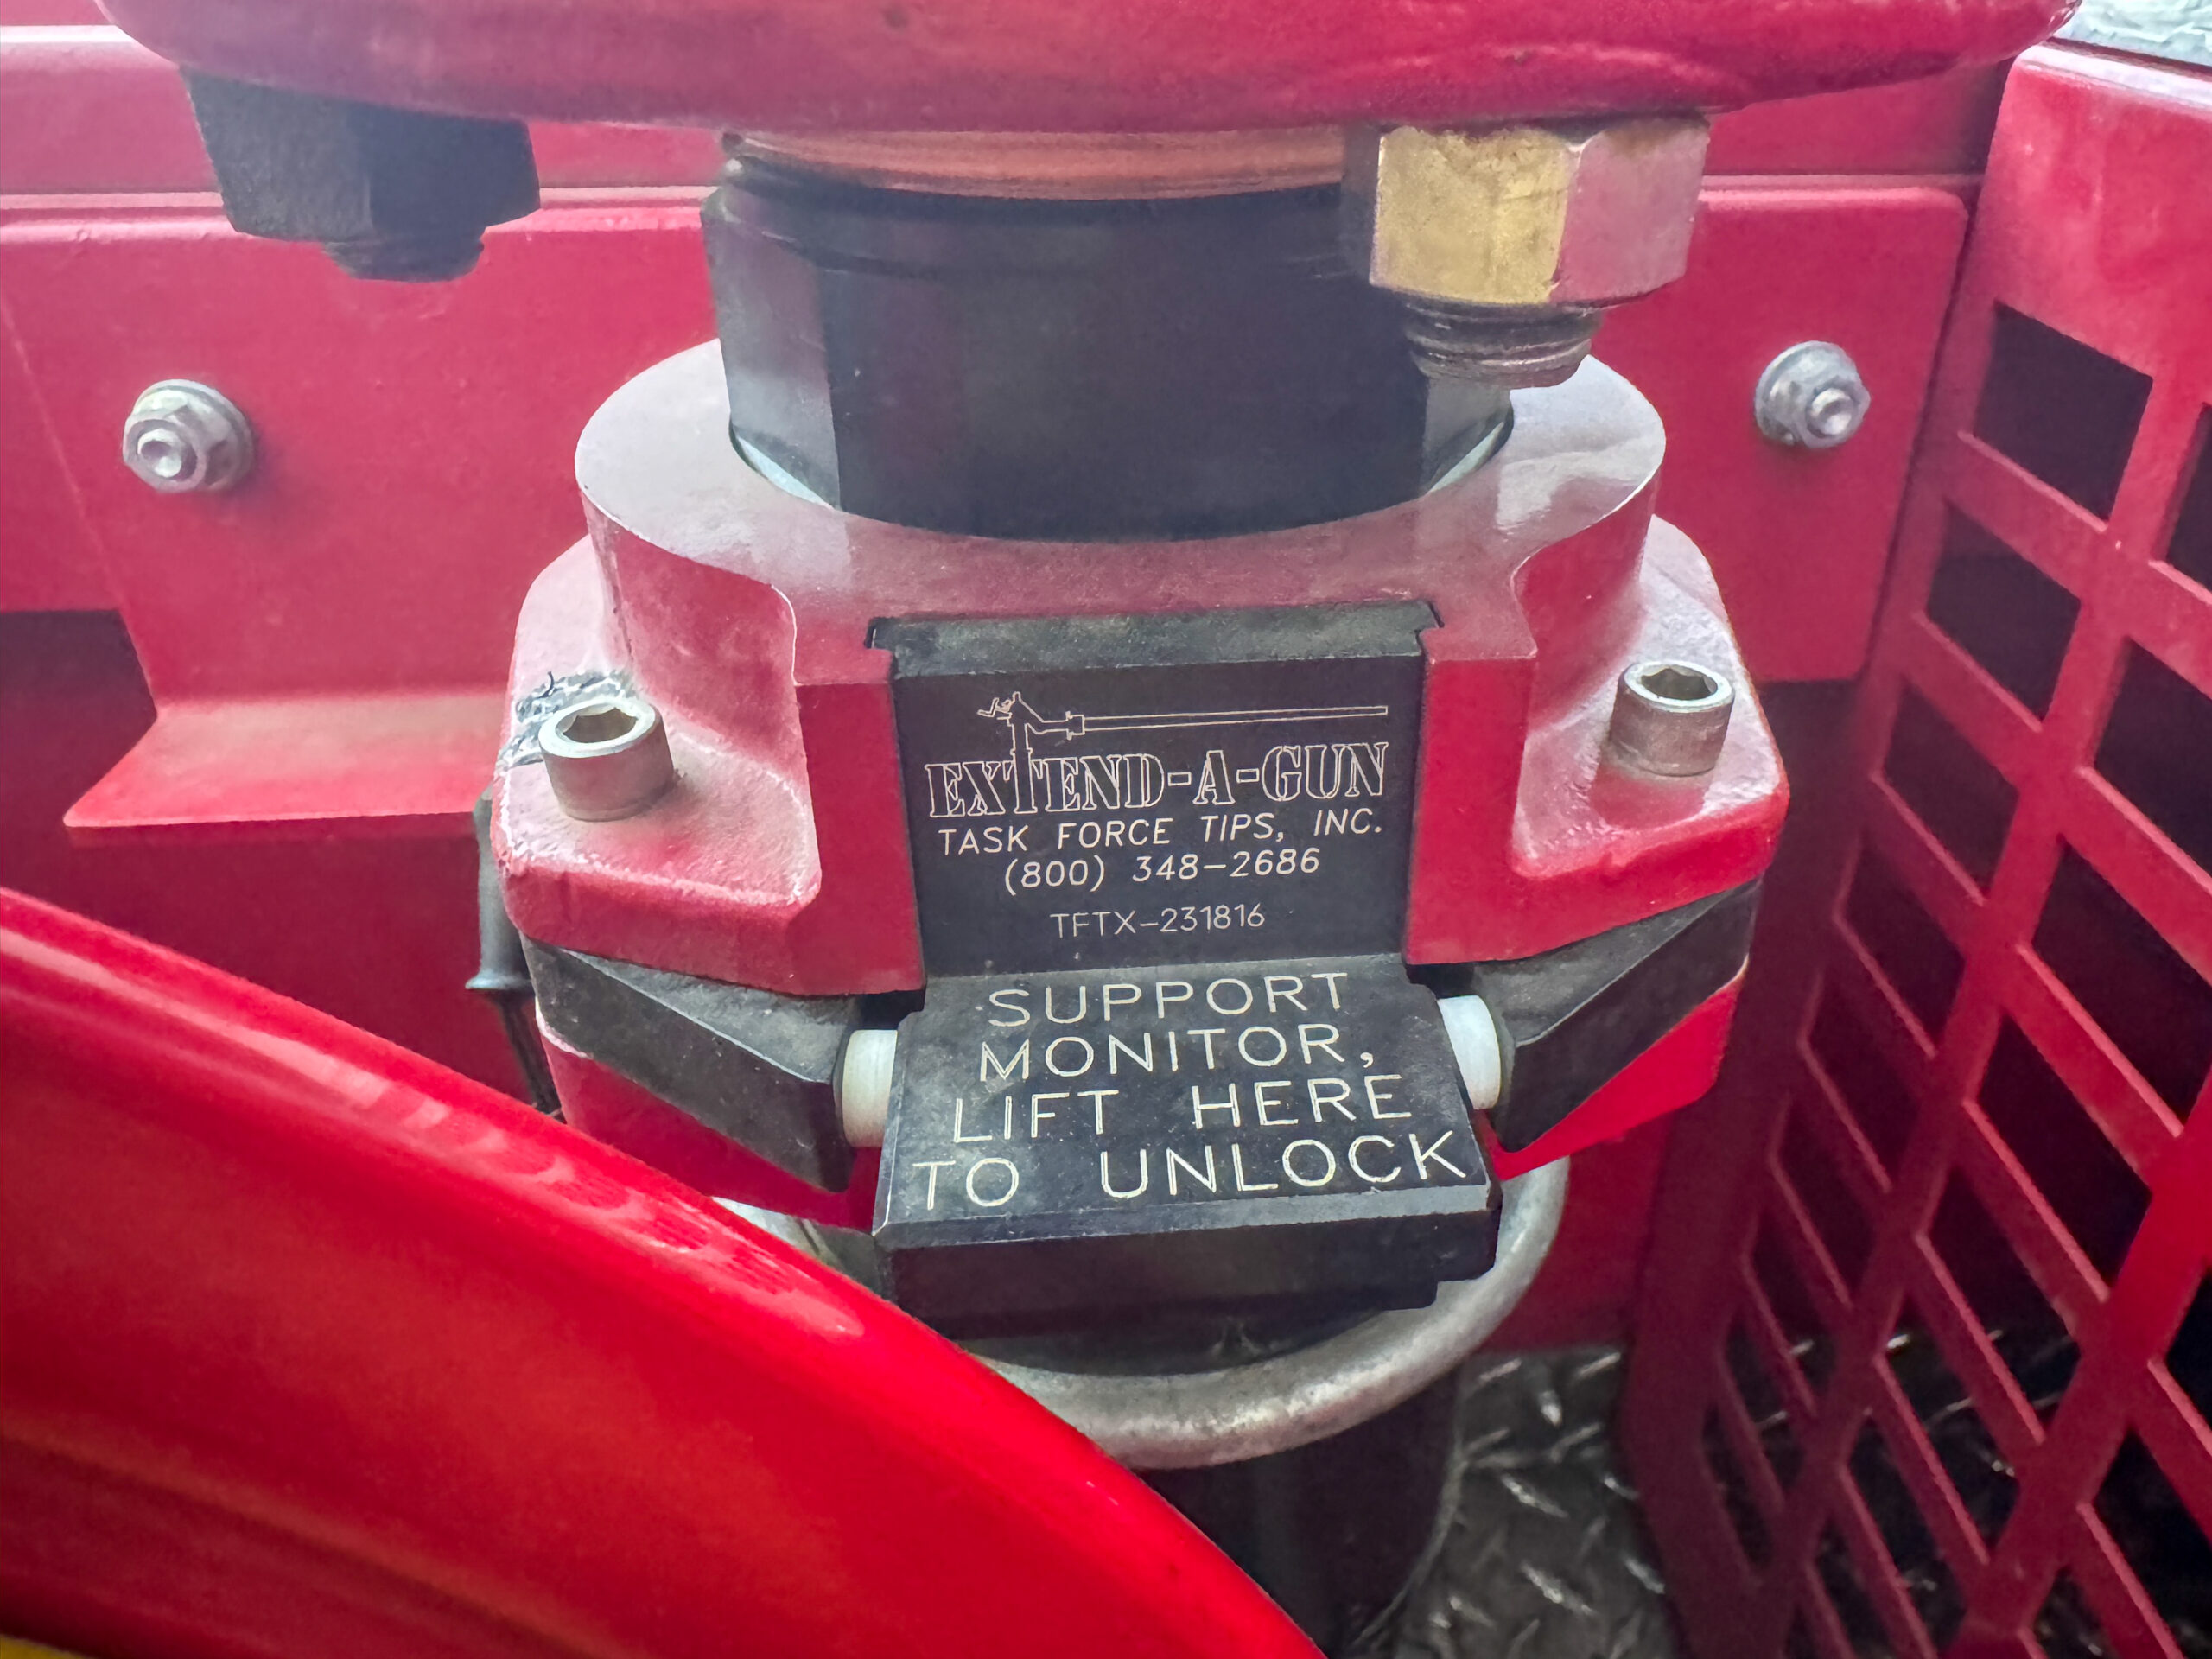 EXTEND-A-GUN
TASK FORCE TIPS, INC.
(800) 348-2686
TFTX-231816
SUPPORT
MONITOR,
LIFT HERE
TO UNLOCK